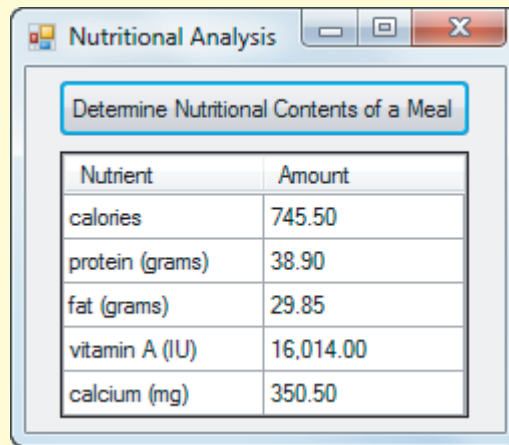 Nutritional Analysis
Determine Nutritional Contents of a Meal
Nutrient Amount
calories 745.50
protein (grams) 38.90
fat (grams) 29.85
vitamin A (IU) 16,014.00
calcium (mg) 350.50